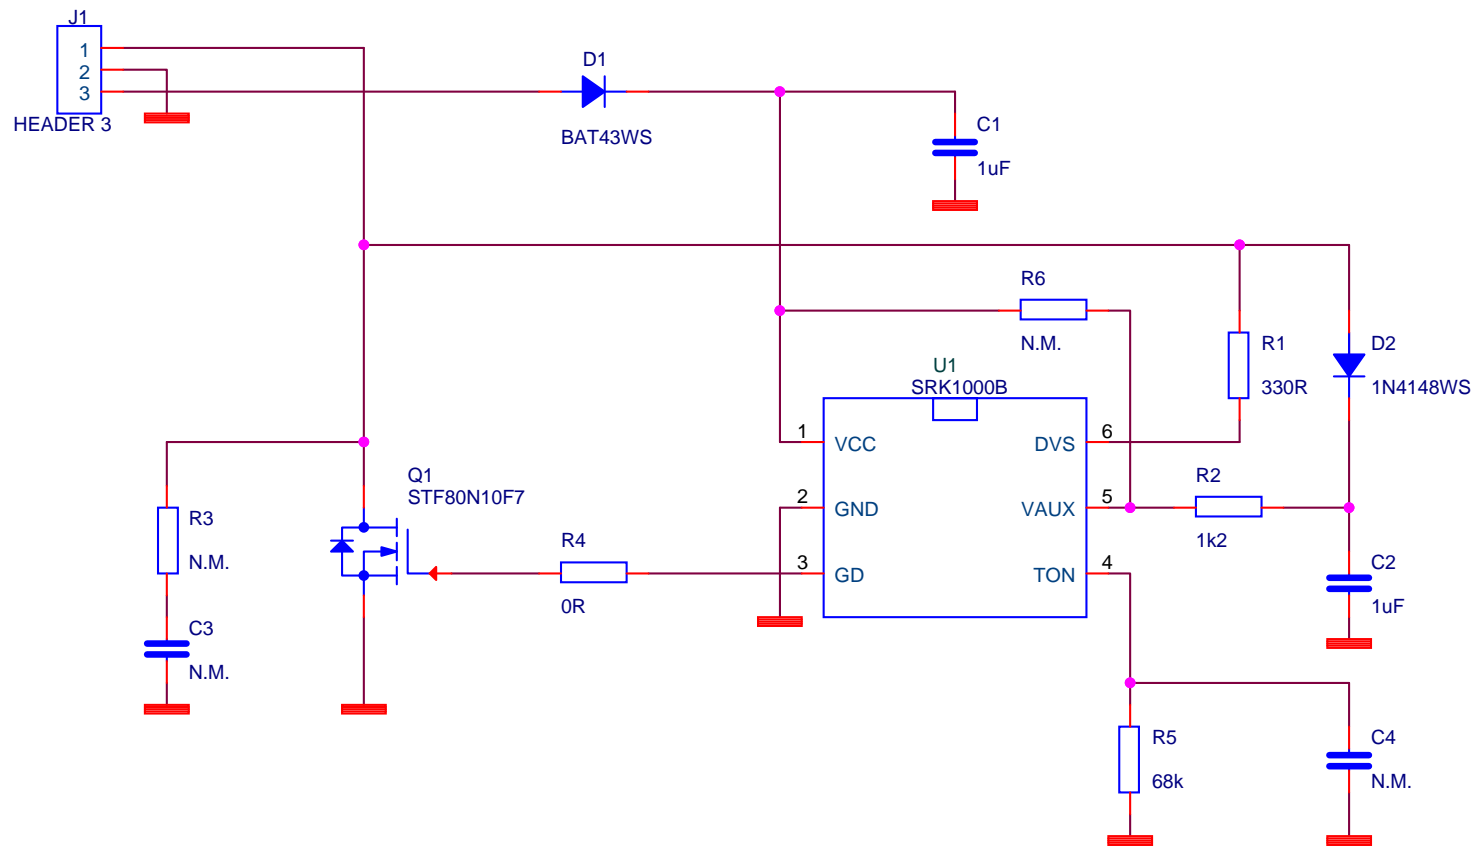 J1
1
2
3
HEADER 3
D1
BAT43WS
C1
1uF
R6
N.M.
R1
330R
D2
1N4148WS
U1
SRK1000B
1
VCC
2
GND
3
GD
6
DVS
5
VAUX
4
TON
R2
1k2
Q1
STF80N10F7
R4
0R
R3
N.M.
C3
N.M.
C2
1uF
R5
68k
C4
N.M.